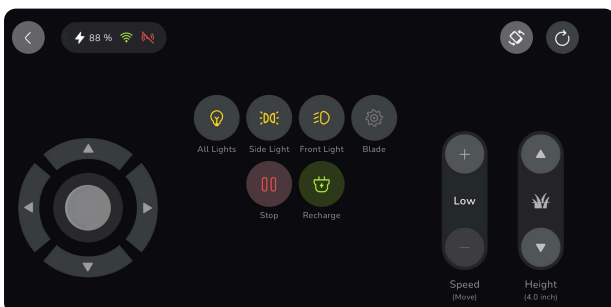 88 %
All Lights
Side Light
Front Light
Blade
Stop
Recharge
Low
Speed
(Move)
Height
(4.0 inch)